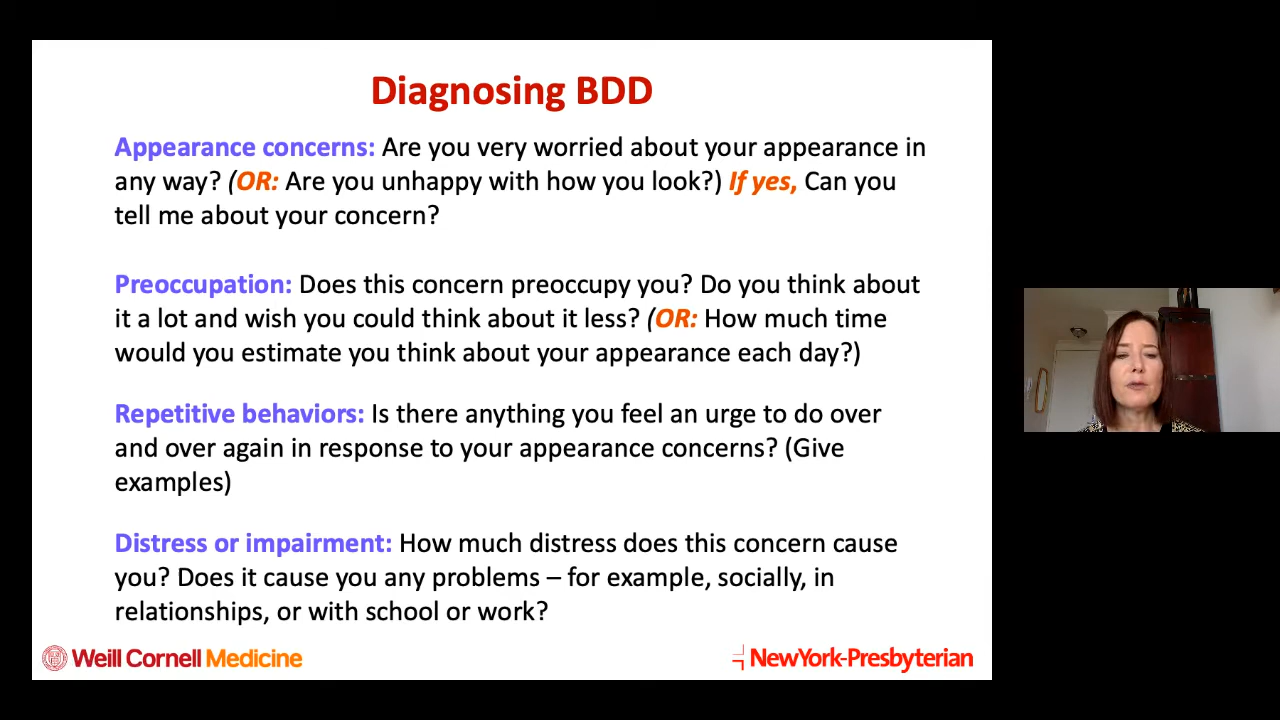 Diagnosing BDD
Appearance concerns: Are you very worried about your appearance in
any way? (OR: Are you unhappy with how you look?) If yes, Can you
tell me about your concern?
Preoccupation: Does this concern preoccupy you? Do you think about
it a lot and wish you could think about it less? (OR: How much time
would you estimate you think about your appearance each day?)
Repetitive behaviors: Is there anything you feel an urge to do over
and over again in response to your appearance concerns? (Give
examples)
Distress or impairment: How much distress does this concern cause
you? Does it cause you any problems – for example, socially, in
relationships, or with school or work?
Weill Cornell Medicine
NewYork-Presbyterian